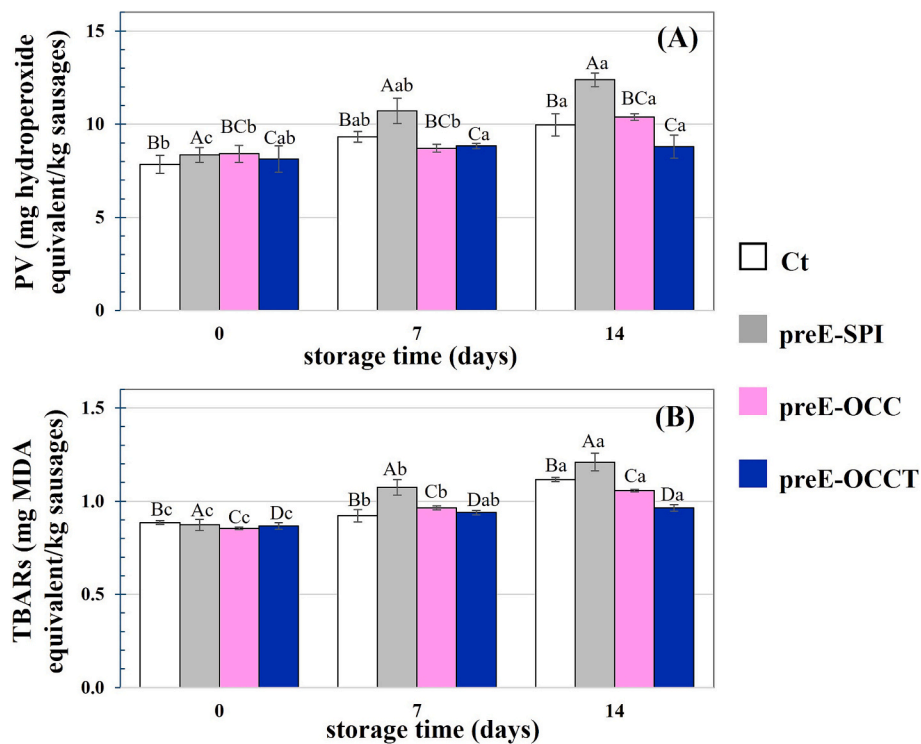 (A)
PV (mg hydroperoxide
equivalent/kg sausages)
15
10
5
0
Bb Ac BCb Cab
Bab Aab BCb Ca
Ba Aa BCa Ca
0 7 14
storage time (days)
(B)
TBARs (mg MDA
equivalent/kg sausages)
1.5
1.0
0.5
0.0
Bc Ac Cc Dc
Bb Ab Cb Dab
Ba Aa Ca Da
0 7 14
storage time (days)
Ct
preE-SPI
preE-OCC
preE-OCCT